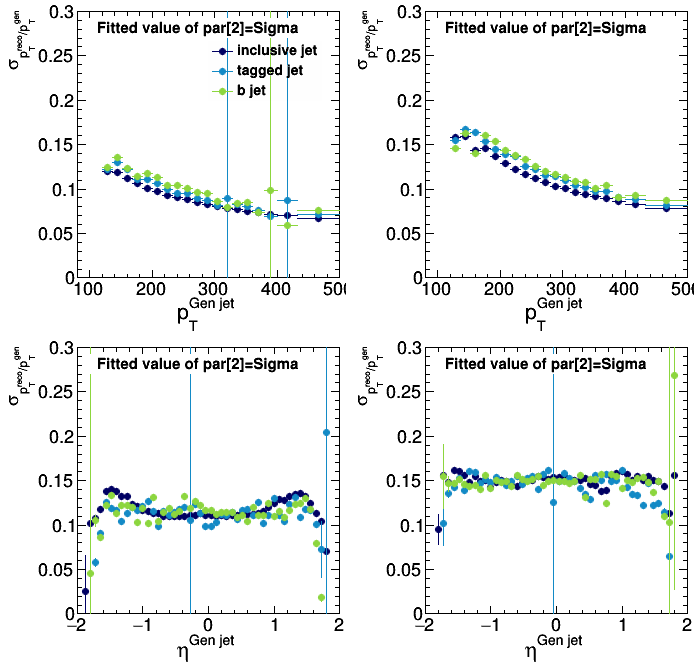 Fitted value of par[2]=Sigma
σ p_T^reco/p_T^gen
inclusive jet
tagged jet
b jet
0.3
0.25
0.2
0.15
0.1
0.05
0
100 200 300 400 500
p_T^Gen jet
Fitted value of par[2]=Sigma
σ p_T^reco/p_T^gen
0.3
0.25
0.2
0.15
0.1
0.05
0
100 200 300 400 500
p_T^Gen jet
Fitted value of par[2]=Sigma
σ p_T^reco/p_T^gen
0.3
0.25
0.2
0.15
0.1
0.05
0
−2 −1 0 1 2
η^Gen jet
Fitted value of par[2]=Sigma
σ p_T^reco/p_T^gen
0.3
0.25
0.2
0.15
0.1
0.05
0
−2 −1 0 1 2
η^Gen jet